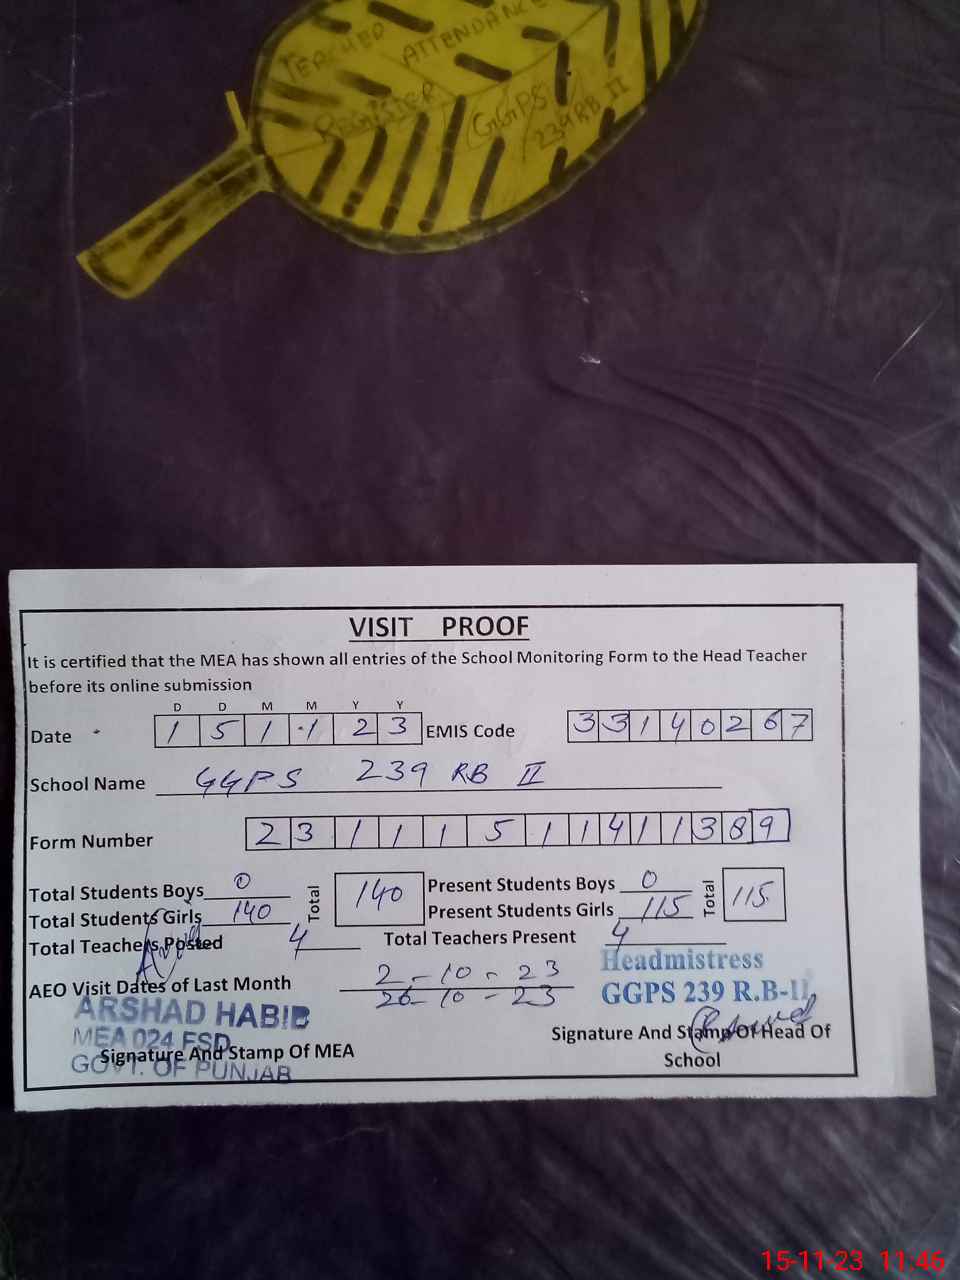 TEACHER ATTENDANCE
REGISTER
GGPS
239 RB II
VISIT PROOF
It is certified that the MEA has shown all entries of the School Monitoring Form to the Head Teacher
before its online submission
D D M M Y Y
Date 1 5 1 1 2 3 EMIS Code 3 3 1 4 0 2 6 7
School Name GGPS 239 RB II
Form Number 2 3 1 1 1 5 1 1 4 1 1 3 8 9
Total Students Boys 0 Total 140 Present Students Boys 0 Total 115
Total Students Girls 140 Present Students Girls 115
Total Teachers Posted 4 Total Teachers Present 4
AEO Visit Dates of Last Month 2-10-23
26-10-23
Headmistress
GGPS 239 R.B-II
ARSHAD HABIB
MEA 024 FSD
GOVT. OF PUNJAB
Signature And Stamp Of MEA
Signature And Stamp Of Head Of
School
15-11-23 11:46